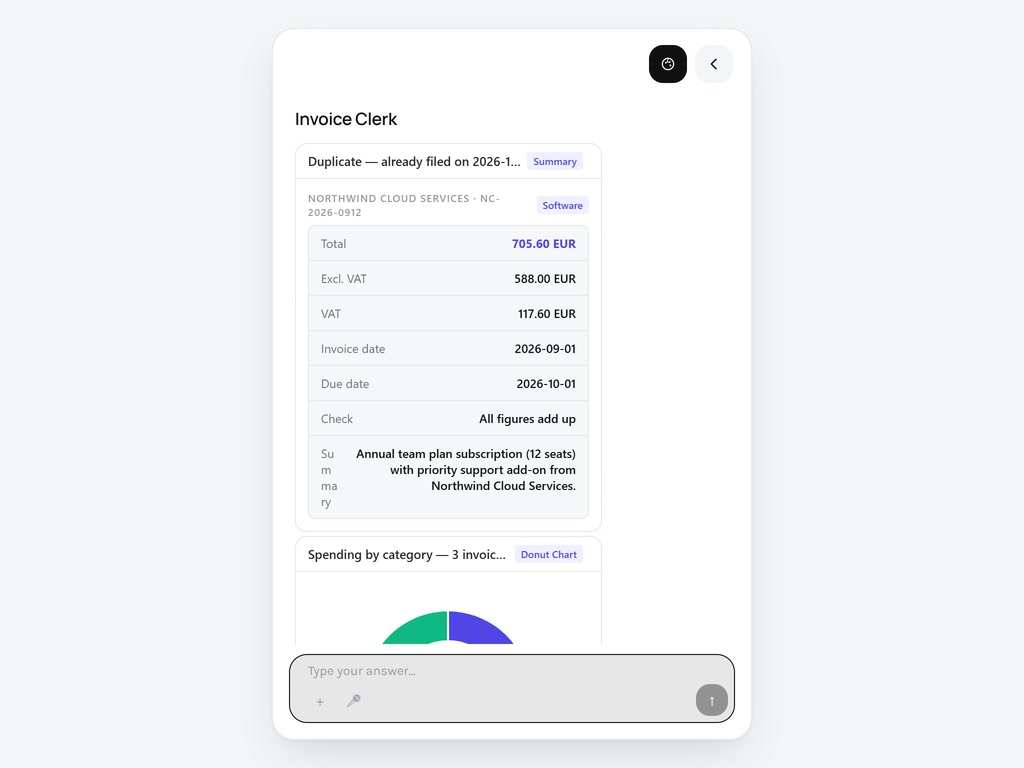 Invoice Clerk
Duplicate — already filed on 2026-1...
Summary
NORTHWIND CLOUD SERVICES · NC-
2026-0912
Software
Total 705.60 EUR
Excl. VAT 588.00 EUR
VAT 117.60 EUR
Invoice date 2026-09-01
Due date 2026-10-01
Check All figures add up
Su
m
ma
ry
Annual team plan subscription (12 seats)
with priority support add-on from
Northwind Cloud Services.
Spending by category — 3 invoic...
Donut Chart
Type your answer...